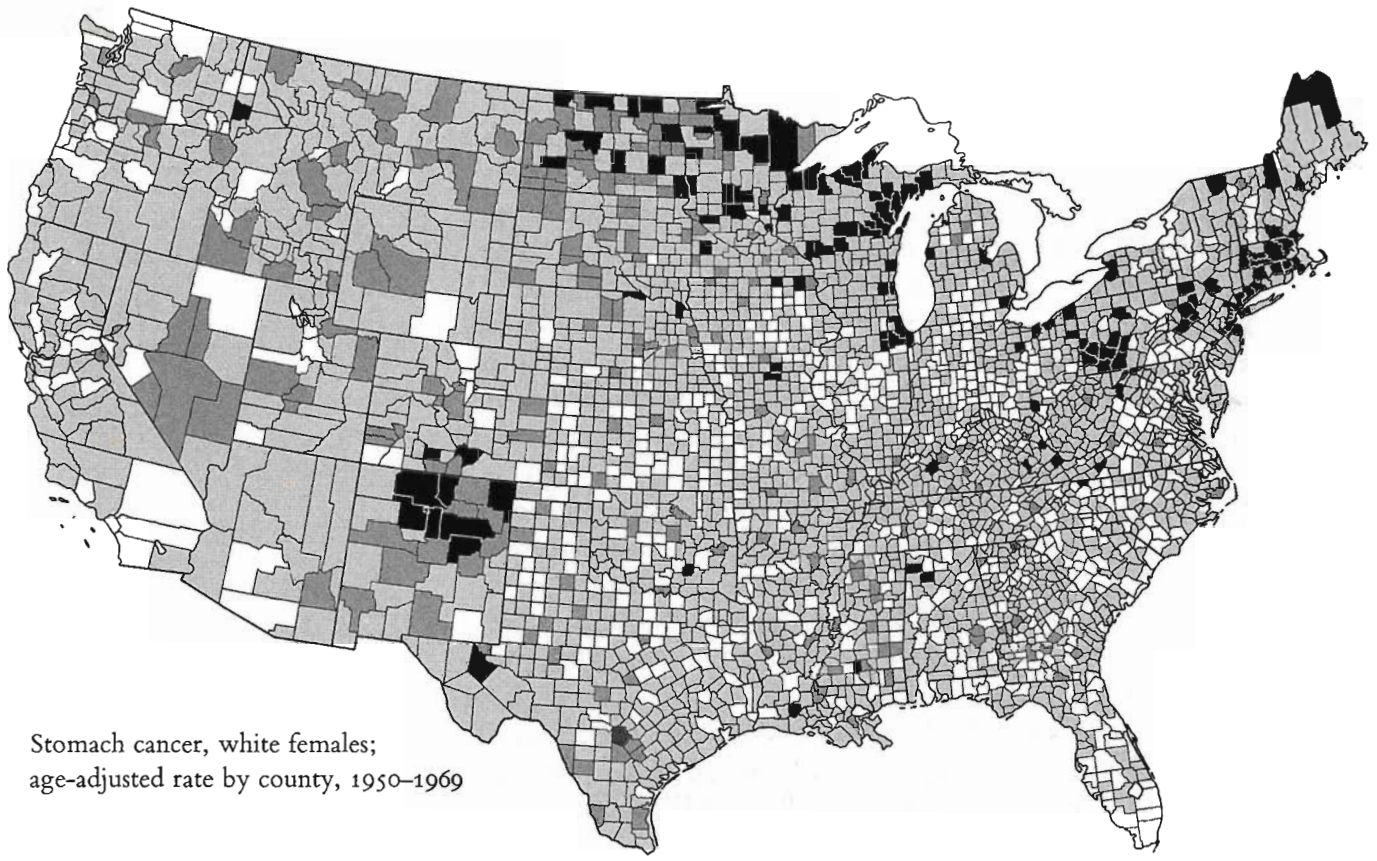 Stomach cancer, white females;
age-adjusted rate by county, 1950–1969